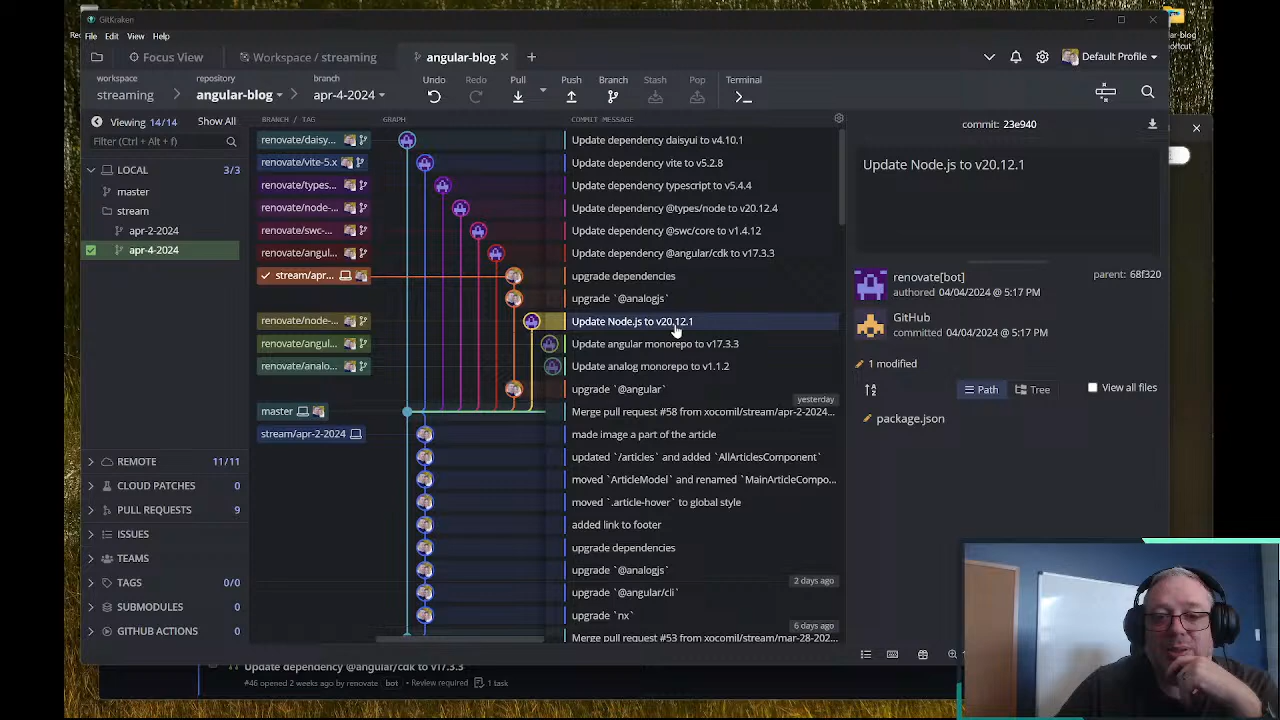 GitKraken
File Edit View Help
Focus View
Workspace / streaming
angular-blog
Default Profile
workspace
streaming
repository
angular-blog
branch
apr-4-2024
Undo
Redo
Pull
Push
Branch
Stash
Pop
Terminal
Viewing 14/14 Show All
Filter (Ctrl + Alt + f)
LOCAL 3/3
master
stream
apr-2-2024
apr-4-2024
REMOTE 11/11
CLOUD PATCHES 0
PULL REQUESTS 9
ISSUES
TEAMS
TAGS 0/0
SUBMODULES 0
GITHUB ACTIONS 0
BRANCH / TAG GRAPH COMMIT MESSAGE
renovate/daisy... Update dependency daisyui to v4.10.1
renovate/vite-5.x Update dependency vite to v5.2.8
renovate/types... Update dependency typescript to v5.4.4
renovate/node-... Update dependency @types/node to v20.12.4
renovate/swc-... Update dependency @swc/core to v1.4.12
renovate/angul... Update dependency @angular/cdk to v17.3.3
stream/apr... upgrade dependencies
upgrade `@analogjs`
renovate/node-... Update Node.js to v20.12.1
renovate/angul... Update angular monorepo to v17.3.3
renovate/analo... Update analog monorepo to v1.1.2
upgrade `@angular`
yesterday
master Merge pull request #58 from xocomil/stream/apr-2-2024...
stream/apr-2-2024 made image a part of the article
updated `/articles` and added `AllArticlesComponent`
moved `ArticleModel` and renamed `MainArticleCompo...
moved `.article-hover` to global style
added link to footer
upgrade dependencies
upgrade `@analogjs`
2 days ago
upgrade `@angular/cli`
upgrade `nx`
6 days ago
Merge pull request #53 from xocomil/stream/mar-28-202...
commit: 23e940
Update Node.js to v20.12.1
renovate[bot]
authored 04/04/2024 @ 5:17 PM
parent: 68f320
GitHub
committed 04/04/2024 @ 5:17 PM
1 modified
Path
Tree
View all files
package.json
Update dependency @angular/cdk to v17.3.3
#46 opened 2 weeks ago by renovate bot • Review required 1 task